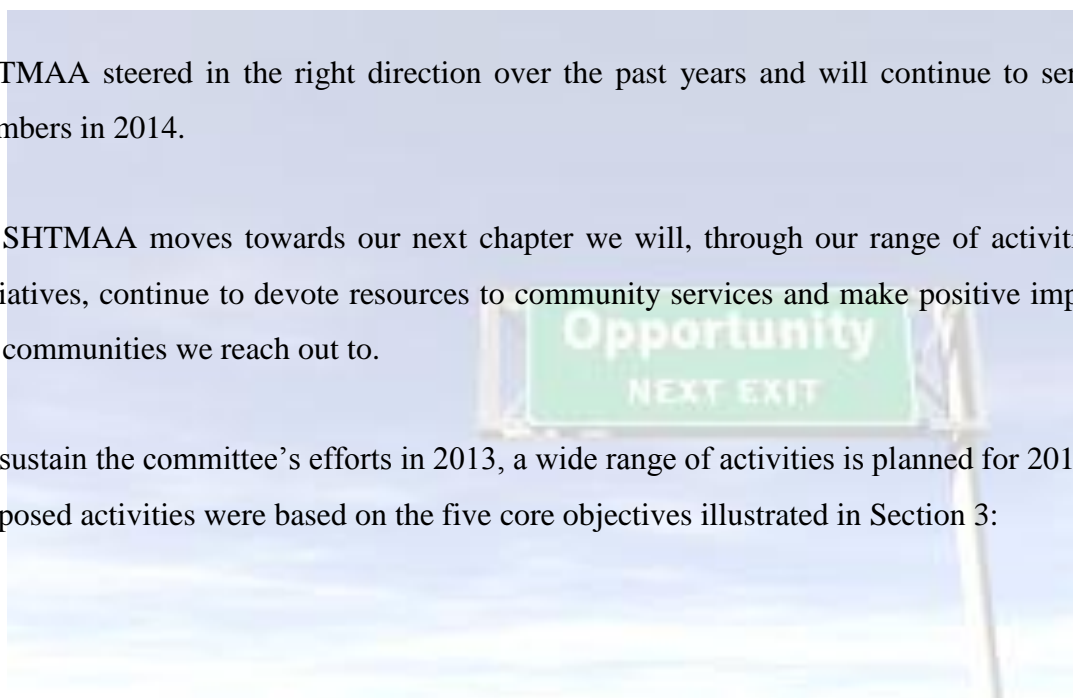 TMAA steered in the right direction over the past years and will continue to ser
mbers in 2014.
SHTMAA moves towards our next chapter we will, through our range of activiti
iatives, continue to devote resources to community services and make positive imp
communities we reach out to.
Opportunity
NEXT EXIT
sustain the committee’s efforts in 2013, a wide range of activities is planned for 201
posed activities were based on the five core objectives illustrated in Section 3: